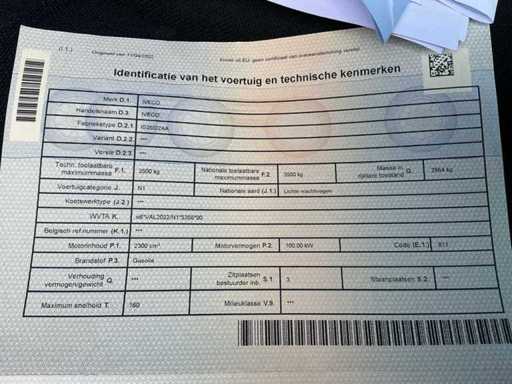 (I.1.)
Identificatie van het voertuig en technische kenmerken
Merk D.1. IVECO
Handelsnaam D.3. IVECO
Fabriekstype D.2.1
Variant D.2.2 ***
Versie D.2.3 ***
Techn. toelaatbare maximummassa F.1. 3500 kg Nationale toelaatbare maximummassa F.2 3500 kg Massa in rijklare toestand G.
Voertuigcategorie J. N1 Nationale aard (J.1.) Lichte vrachtwagen
Koetswerktype (J.2.) ***
WVTA K.
Belgisch ref.nummer (K.1.) ***
Motorinhoud P.1. 2300 cm³ Motorvermogen P.2. 100.00 kW Code (E.1.)
Brandstof P.3. Gasolie
Verhouding vermogen/gewicht Q. *** Zitplaatsen bestuurder inb. S.1. 3 Staanplaatsen S.2. ***
Maximum snelheid T. 160 Milieuklasse V.9. ***